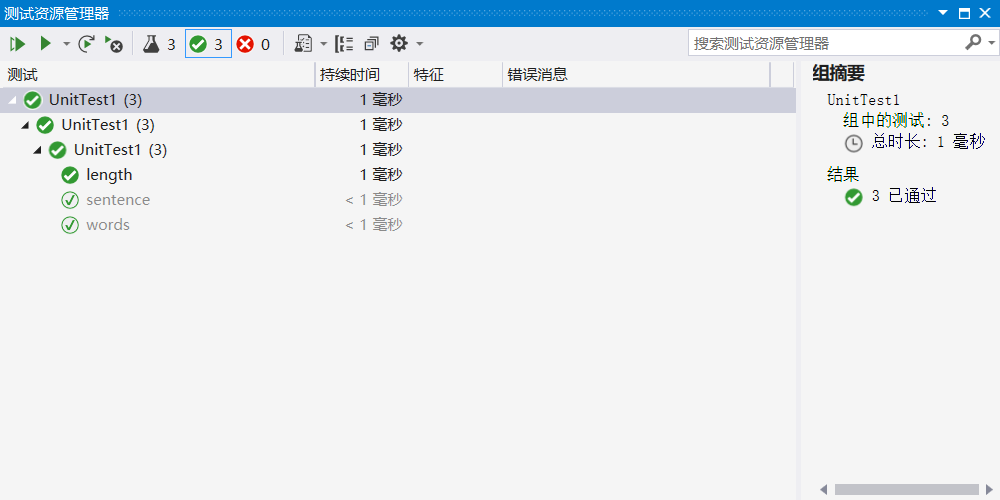 测试资源管理器
3 3 0 搜索测试资源管理器
测试 持续时间 特征 错误消息
UnitTest1 (3) 1 毫秒
UnitTest1 (3) 1 毫秒
UnitTest1 (3) 1 毫秒
length 1 毫秒
sentence < 1 毫秒
words < 1 毫秒
组摘要
UnitTest1
组中的测试: 3
总时长: 1 毫秒
结果
3 已通过